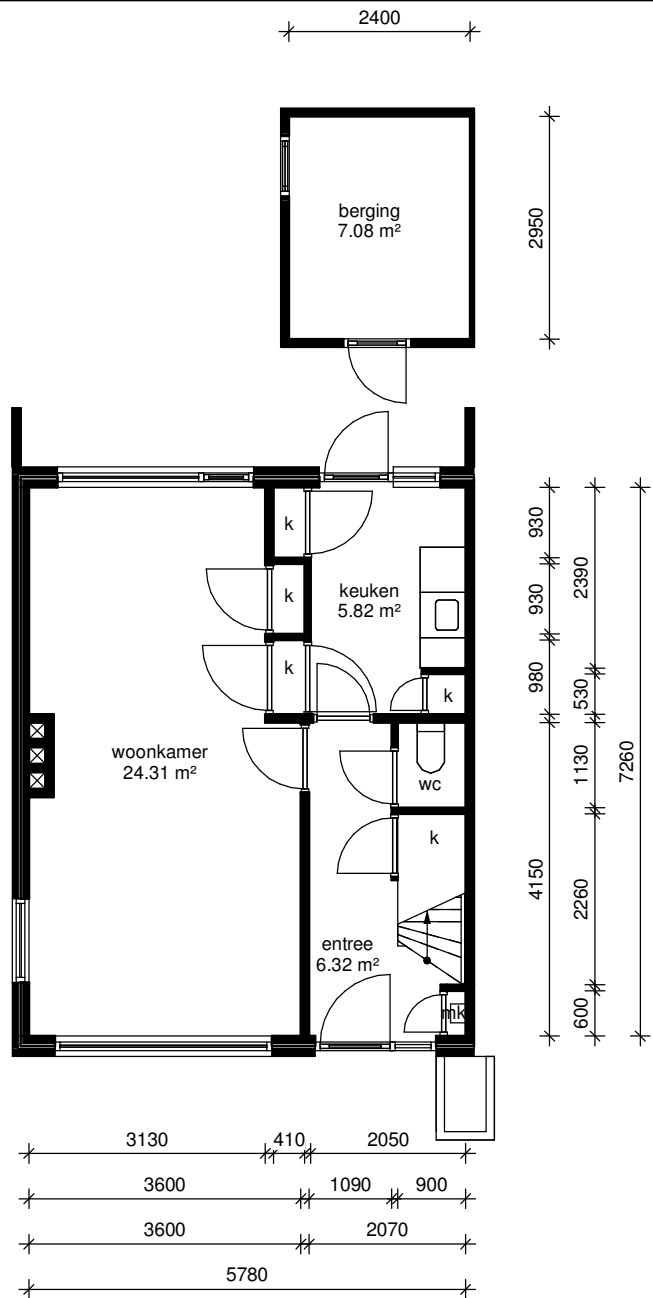 2400
berging
7.08 m²
2950
k
k
keuken
5.82 m²
k
k
930
930
980
2390
530
7260
woonkamer
24.31 m²
wc
k
entree
6.32 m²
mk
4150
1130
2260
600
3130
410
2050
3600
1090
900
3600
2070
5780